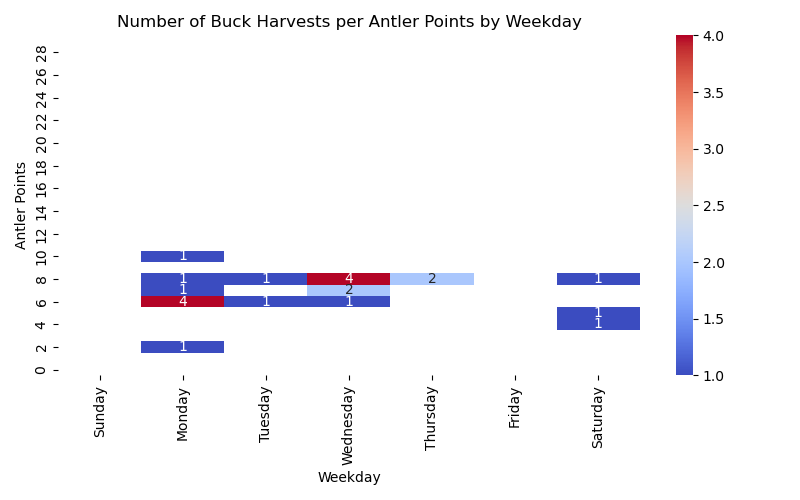 Number of Buck Harvests per Antler Points by Weekday
Antler Points
28
26
24
22
20
18
16
14
12
10
8
6
4
2
0
1
1 1 4 2 1
1 2
4 1 1
1
1
1
Sunday
Monday
Tuesday
Wednesday
Thursday
Friday
Saturday
Weekday
4.0
3.5
3.0
2.5
2.0
1.5
1.0